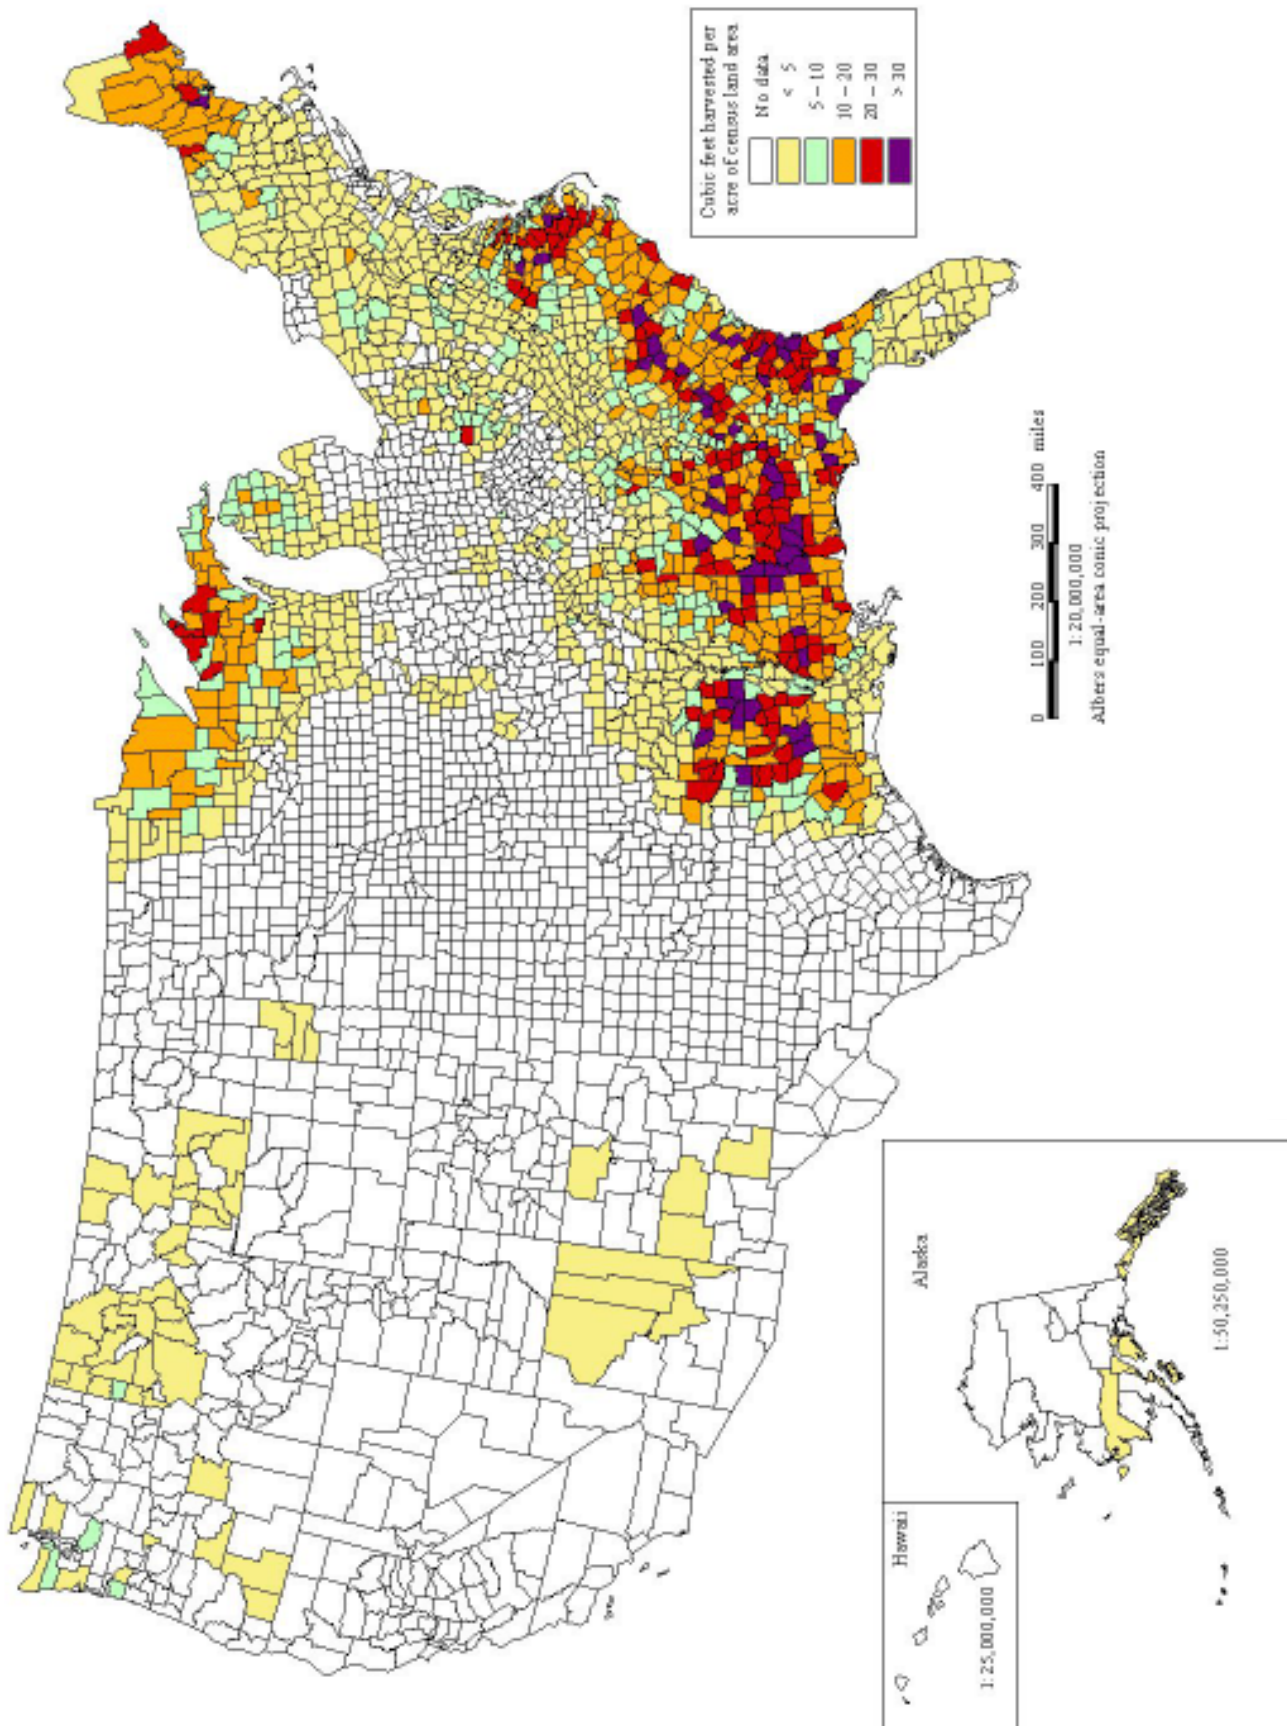 Cubic feet harvested per
acre of census land area
No data
< 5
5 – 10
10 – 20
20 – 30
> 30
0 100 200 300 400 miles
1: 20,000,000
Albers equal-area conic projection
Hawaii
1: 25,000,000
Alaska
1:50,250,000